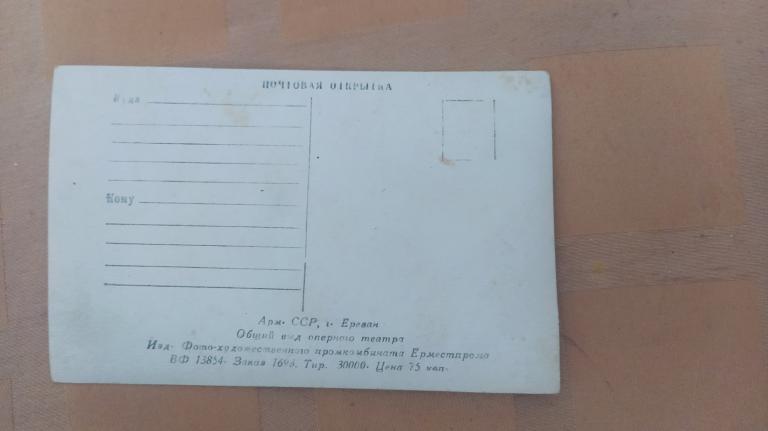 ПОЧТОВАЯ ОТКРЫТКА
Куда
Кому
Арм. ССР, г. Ереван
Общий вид оперного театра
Изд. Фото-художественного промкомбината Ерместпрома
ВФ 13854. Заказ Тир. 30000. Цена 75 коп.